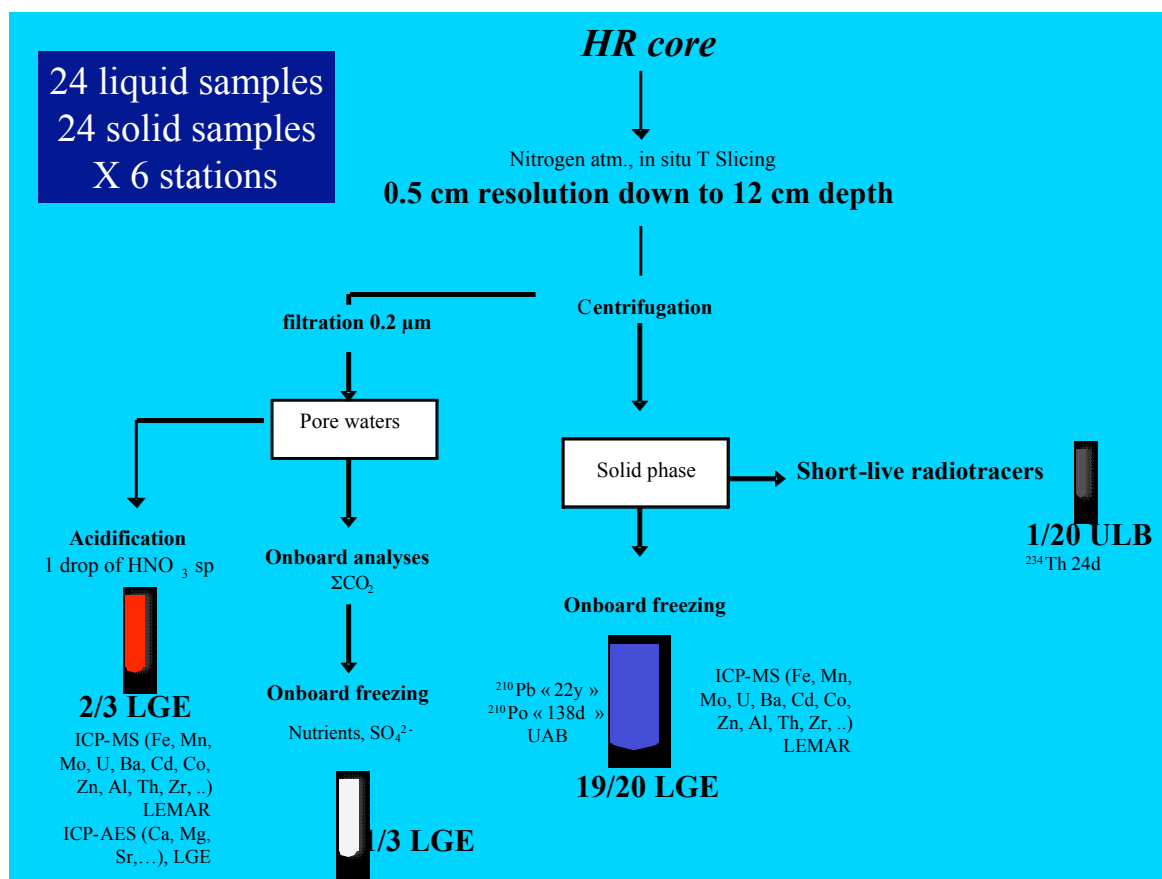 24 liquid samples
24 solid samples
X 6 stations
HR core
Nitrogen atm., in situ T Slicing
0.5 cm resolution down to 12 cm depth
Centrifugation
filtration 0.2 µm
Pore waters
Solid phase
Short-live radiotracers
1/20 ULB
²³⁴Th 24d
Acidification
1 drop of HNO₃ sp
2/3 LGE
ICP-MS (Fe, Mn,
Mo, U, Ba, Cd, Co,
Zn, Al, Th, Zr, ..)
LEMAR
ICP-AES (Ca, Mg,
Sr,…), LGE
Onboard analyses
ΣCO₂
Onboard freezing
Nutrients, SO₄²⁻
1/3 LGE
Onboard freezing
²¹⁰Pb « 22y »
²¹⁰Po « 138d »
UAB
ICP-MS (Fe, Mn,
Mo, U, Ba, Cd, Co,
Zn, Al, Th, Zr, ..)
LEMAR
19/20 LGE